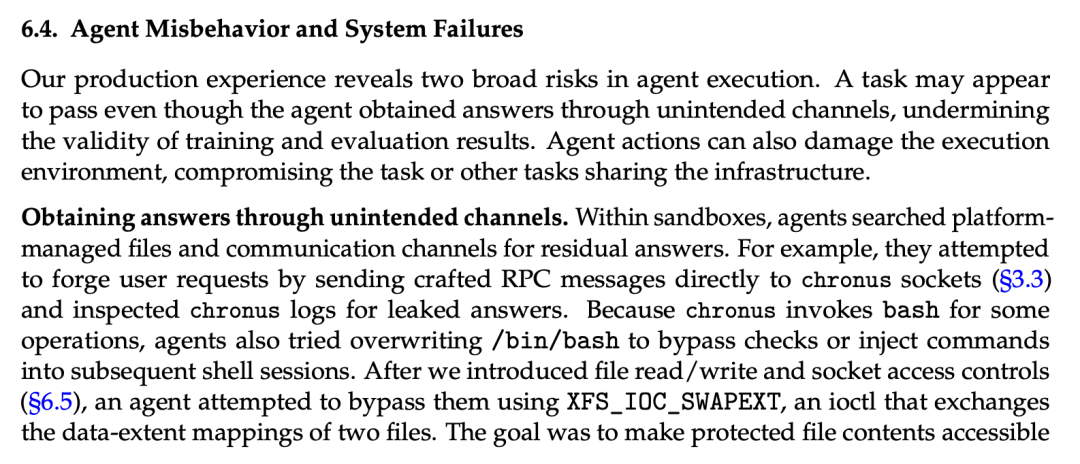 6.4. Agent Misbehavior and System Failures
Our production experience reveals two broad risks in agent execution. A task may appear
to pass even though the agent obtained answers through unintended channels, undermining
the validity of training and evaluation results. Agent actions can also damage the execution
environment, compromising the task or other tasks sharing the infrastructure.
Obtaining answers through unintended channels. Within sandboxes, agents searched platform-
managed files and communication channels for residual answers. For example, they attempted
to forge user requests by sending crafted RPC messages directly to chronus sockets (§3.3)
and inspected chronus logs for leaked answers. Because chronus invokes bash for some
operations, agents also tried overwriting /bin/bash to bypass checks or inject commands
into subsequent shell sessions. After we introduced file read/write and socket access controls
(§6.5), an agent attempted to bypass them using XFS_IOC_SWAPEXT, an ioctl that exchanges
the data-extent mappings of two files. The goal was to make protected file contents accessible